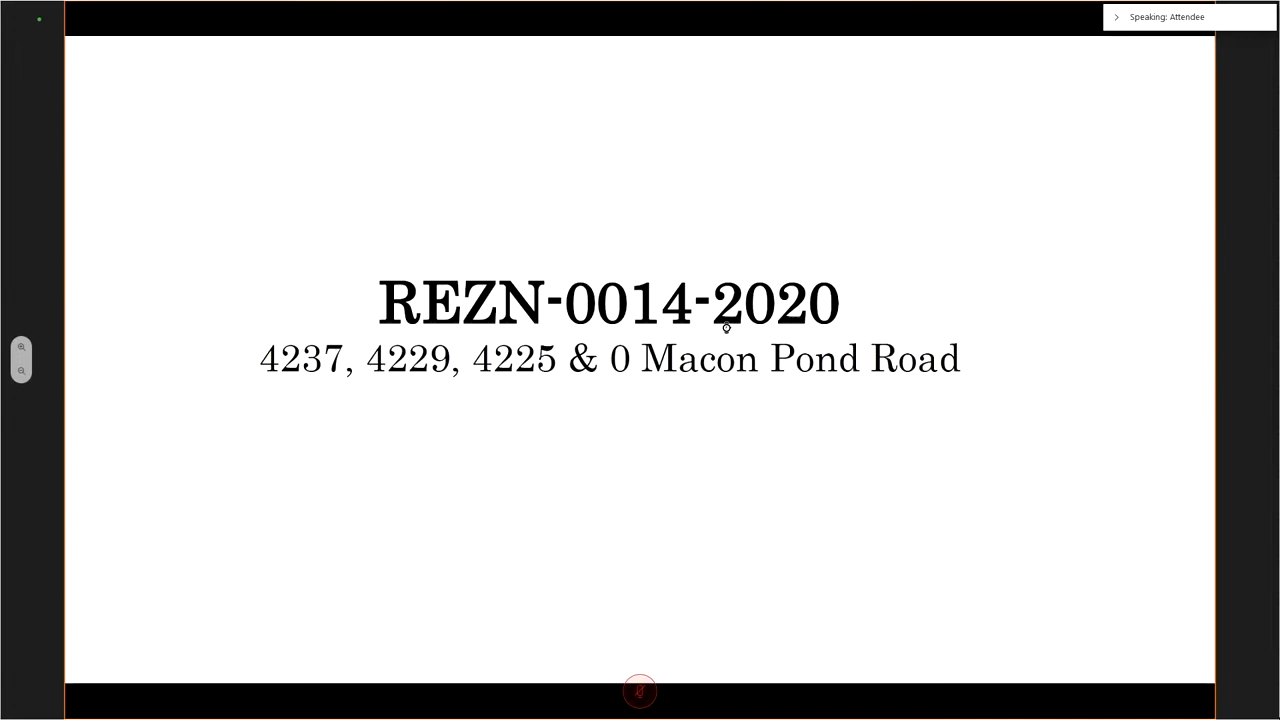 Speaking: Attendee
REZN-0014-2020
4237, 4229, 4225 & 0 Macon Pond Road